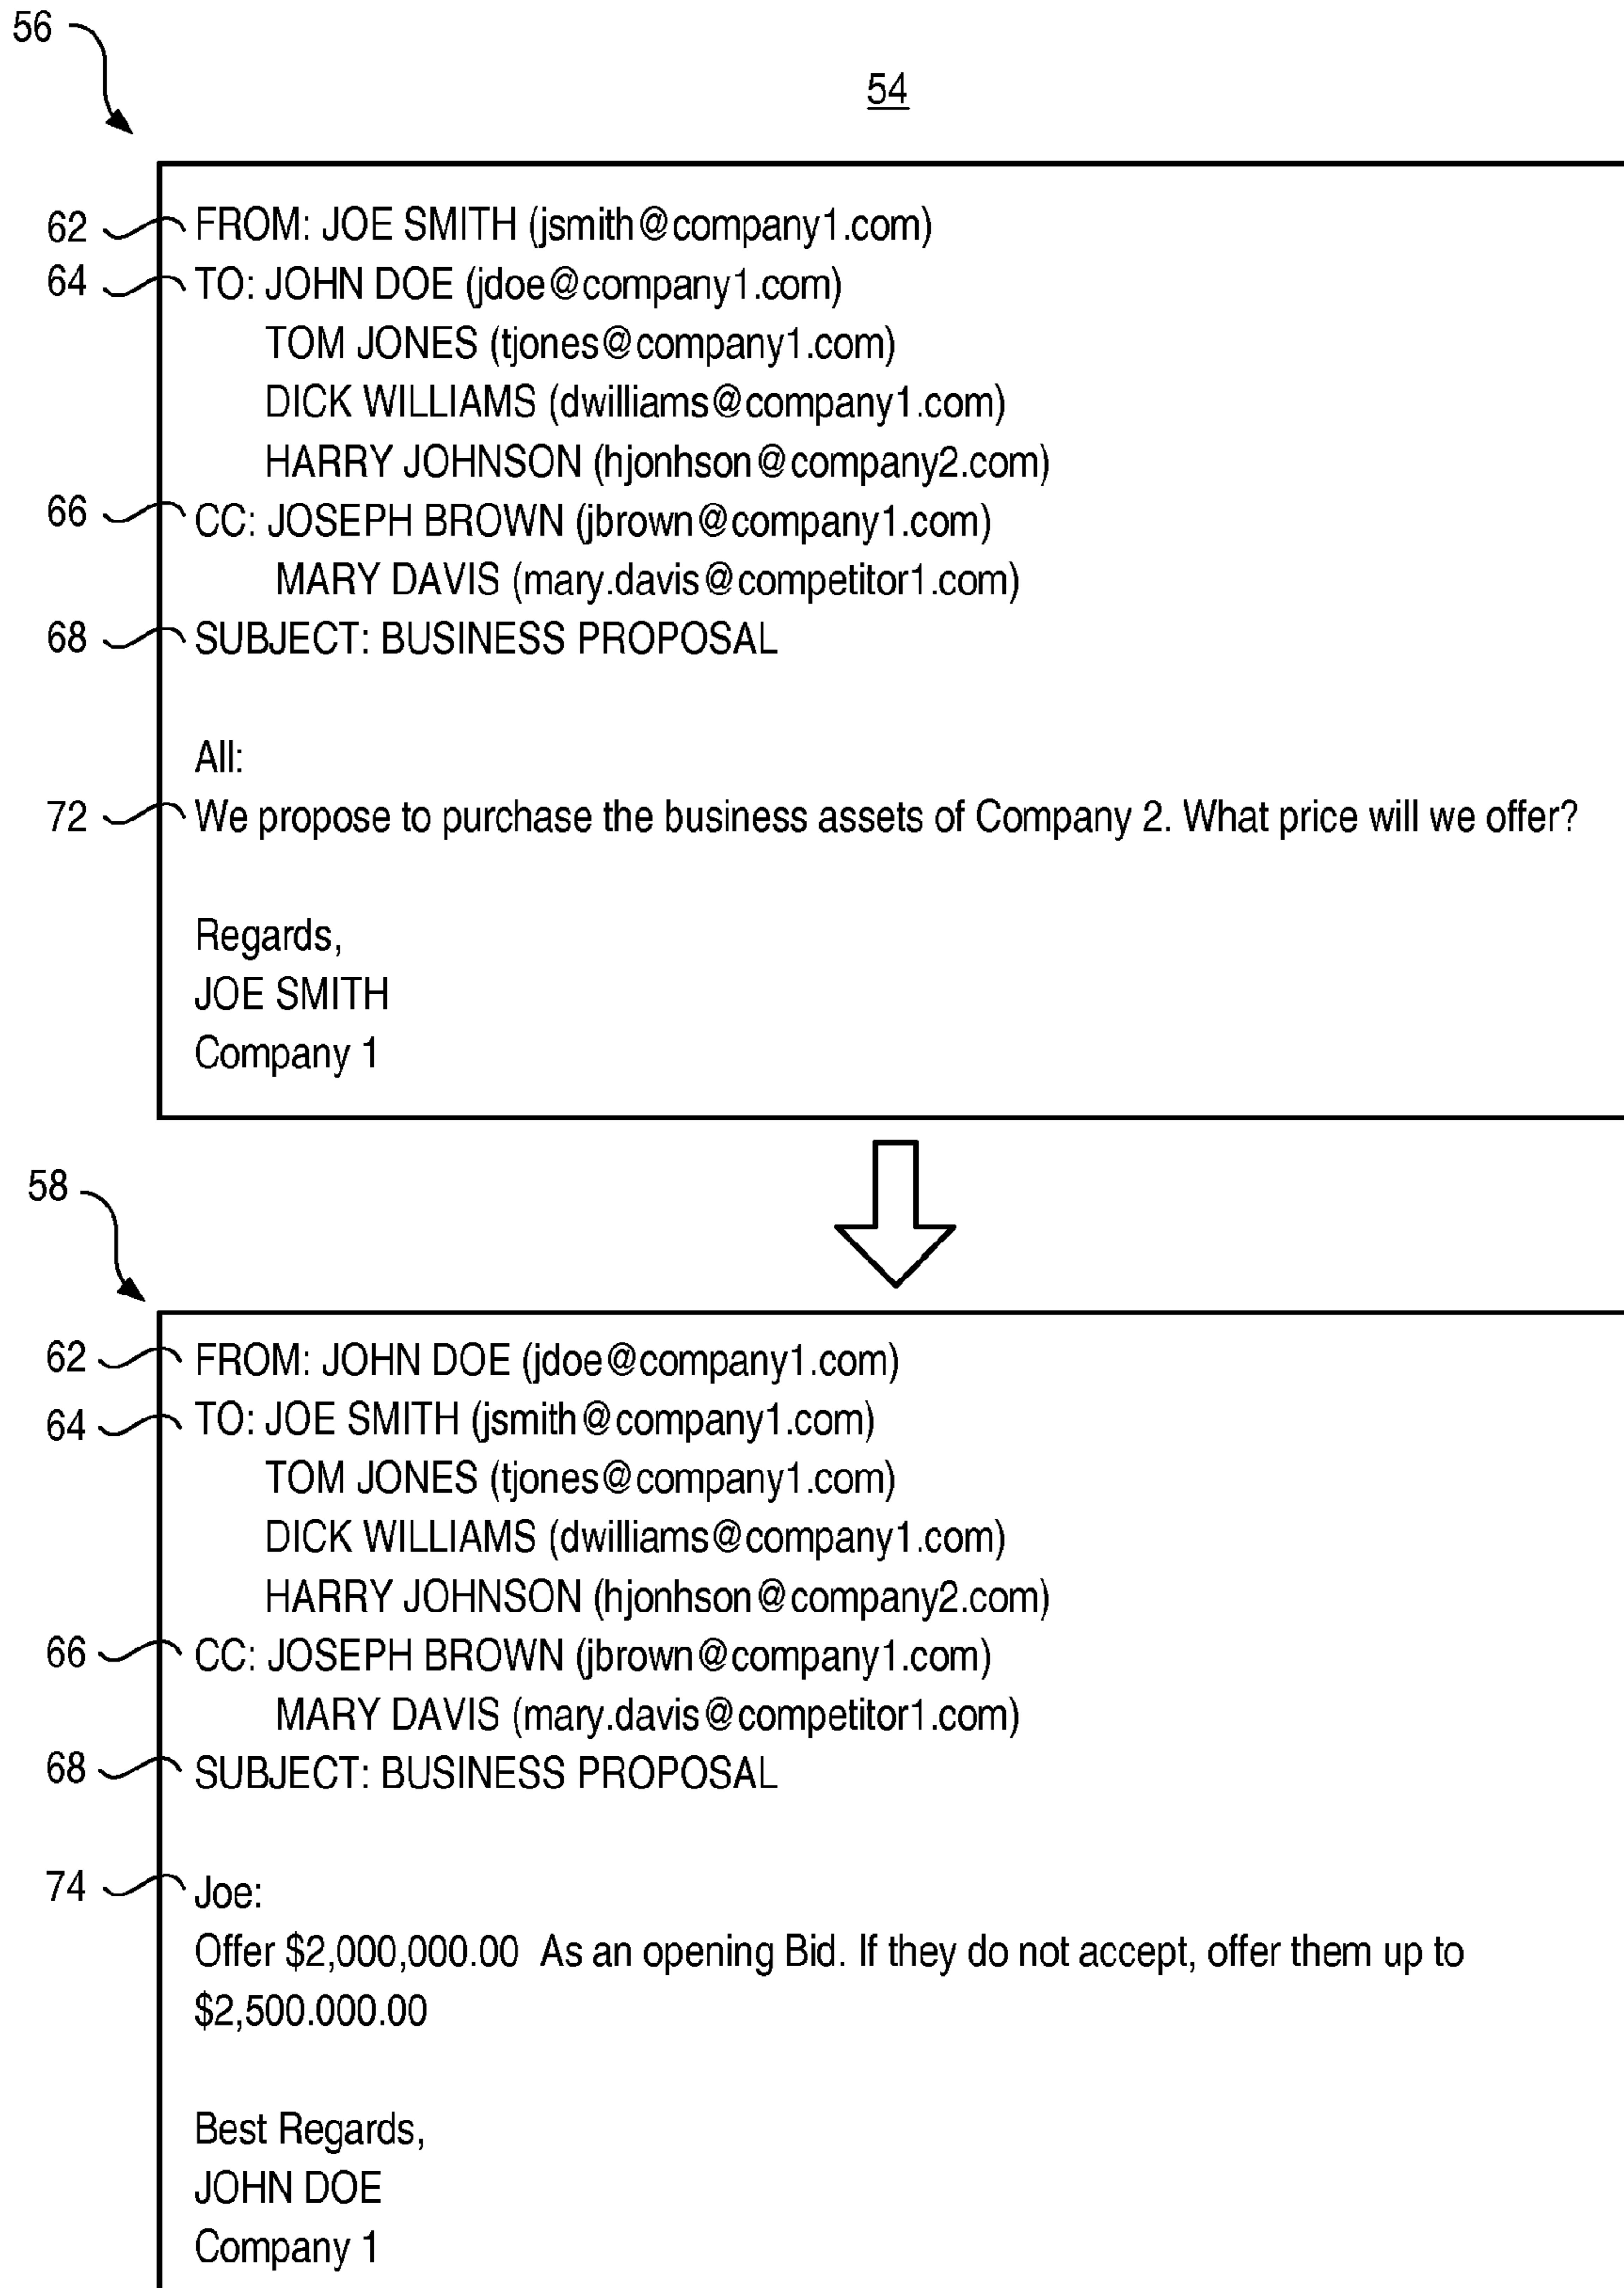 56
54
62 FROM: JOE SMITH (jsmith@company1.com)
64 TO: JOHN DOE (jdoe@company1.com)
TOM JONES (tjones@company1.com)
DICK WILLIAMS (dwilliams@company1.com)
HARRY JOHNSON (hjonhson@company2.com)
66 CC: JOSEPH BROWN (jbrown@company1.com)
MARY DAVIS (mary.davis@competitor1.com)
68 SUBJECT: BUSINESS PROPOSAL
All:
72 We propose to purchase the business assets of Company 2. What price will we offer?
Regards,
JOE SMITH
Company 1
58
62 FROM: JOHN DOE (jdoe@company1.com)
64 TO: JOE SMITH (jsmith@company1.com)
TOM JONES (tjones@company1.com)
DICK WILLIAMS (dwilliams@company1.com)
HARRY JOHNSON (hjonhson@company2.com)
66 CC: JOSEPH BROWN (jbrown@company1.com)
MARY DAVIS (mary.davis@competitor1.com)
68 SUBJECT: BUSINESS PROPOSAL
74 Joe:
Offer $2,000,000.00 As an opening Bid. If they do not accept, offer them up to
$2,500.000.00
Best Regards,
JOHN DOE
Company 1